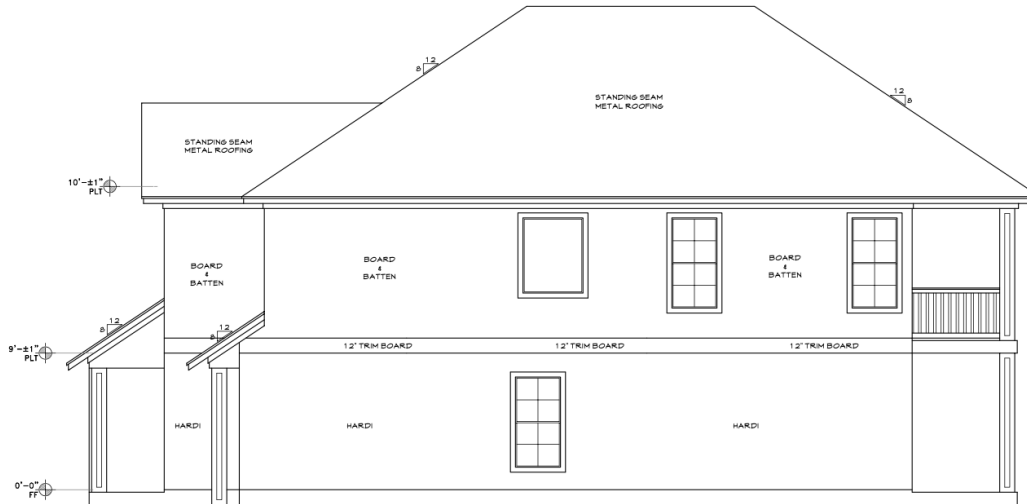 12
8
12
8
STANDING SEAM
METAL ROOFING
STANDING SEAM
METAL ROOFING
10'-±1"
PLT
BOARD
&
BATTEN
BOARD
&
BATTEN
BOARD
&
BATTEN
12
8
12
8
9'-±1"
PLT
12" TRIM BOARD
12" TRIM BOARD
12" TRIM BOARD
HARDI
HARDI
HARDI
0'-0"
FF